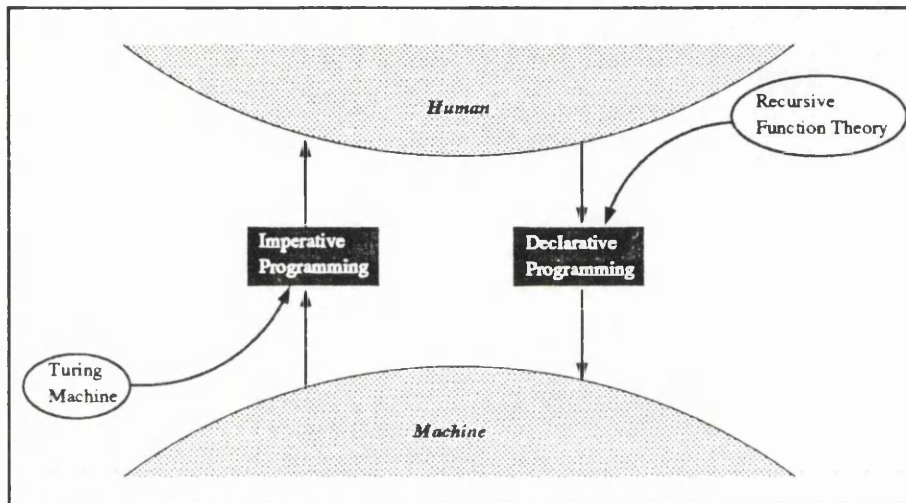 Human
Recursive
Function Theory
Imperative
Programming
Declarative
Programming
Turing
Machine
Machine